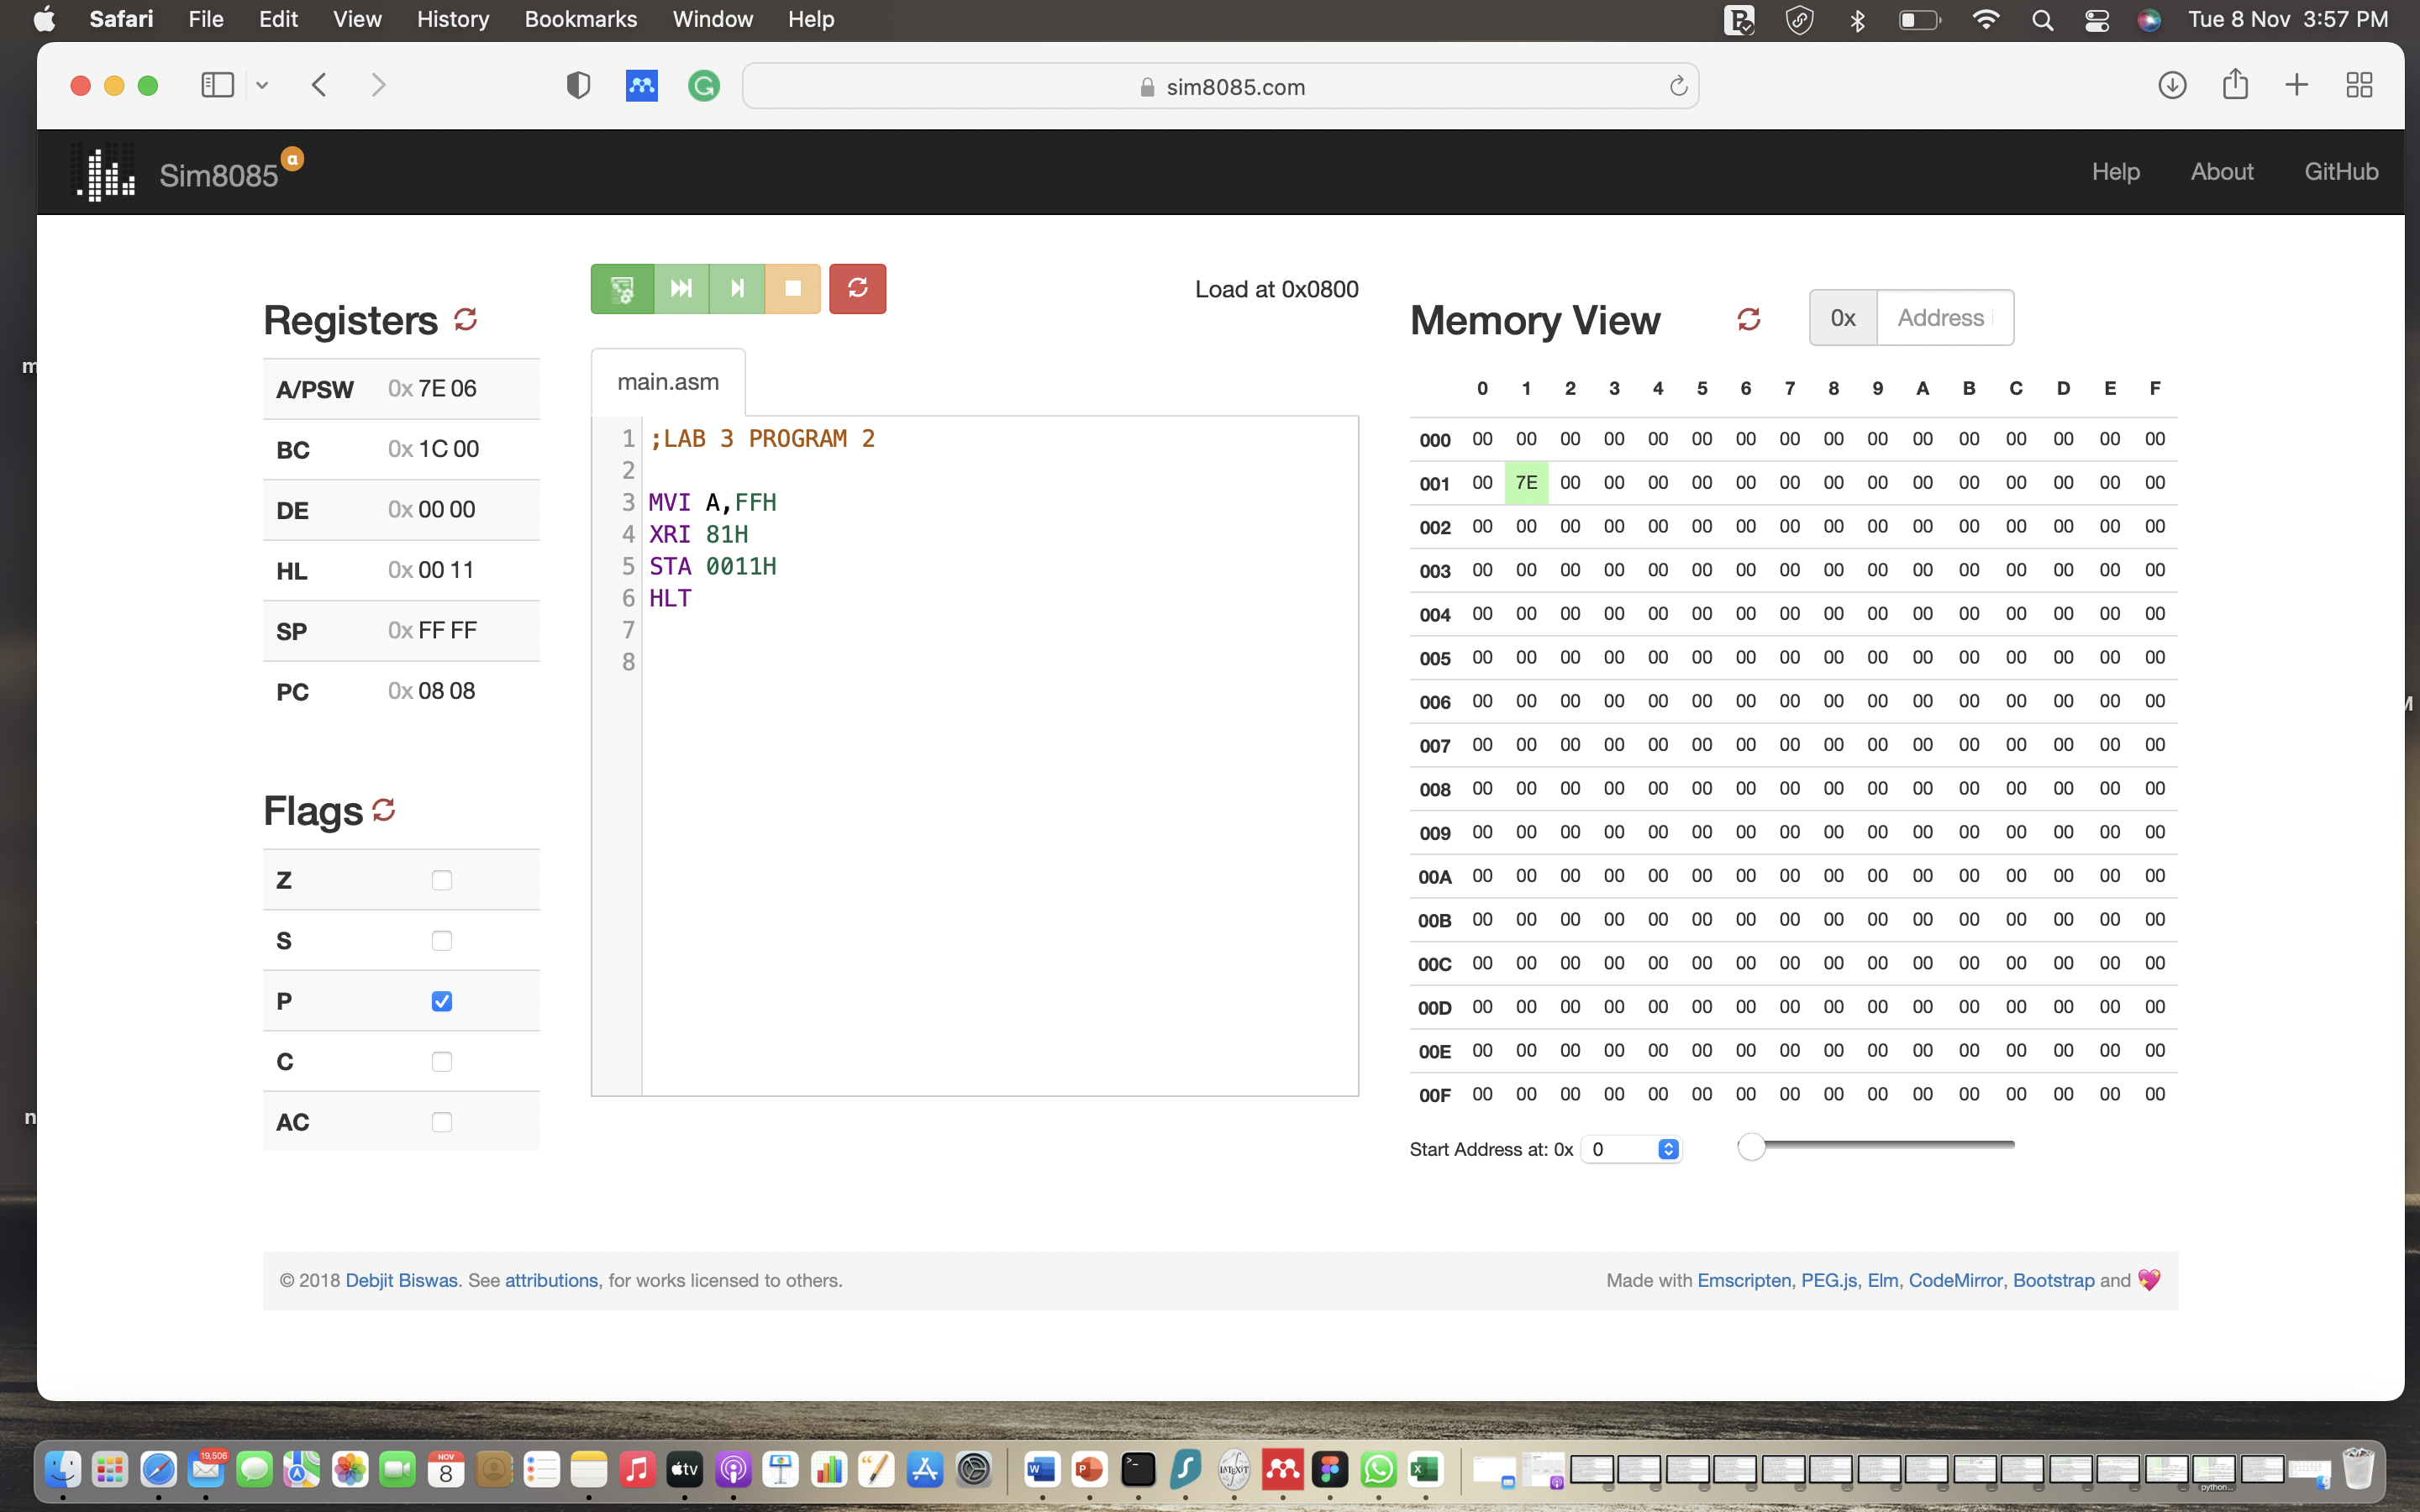 Safari File Edit View History Bookmarks Window Help Tue 8 Nov 3:57 PM
sim8085.com
Sim8085 α Help About GitHub
Load at 0x0800
Registers
A/PSW 0x 7E 06
BC 0x 1C 00
DE 0x 00 00
HL 0x 00 11
SP 0x FF FF
PC 0x 08 08
Flags
Z
S
P
C
AC
main.asm
1 ;LAB 3 PROGRAM 2
2
3 MVI A,FFH
4 XRI 81H
5 STA 0011H
6 HLT
7
8
Memory View 0x Address
0 1 2 3 4 5 6 7 8 9 A B C D E F
000 00 00 00 00 00 00 00 00 00 00 00 00 00 00 00 00
001 00 7E 00 00 00 00 00 00 00 00 00 00 00 00 00 00
002 00 00 00 00 00 00 00 00 00 00 00 00 00 00 00 00
003 00 00 00 00 00 00 00 00 00 00 00 00 00 00 00 00
004 00 00 00 00 00 00 00 00 00 00 00 00 00 00 00 00
005 00 00 00 00 00 00 00 00 00 00 00 00 00 00 00 00
006 00 00 00 00 00 00 00 00 00 00 00 00 00 00 00 00
007 00 00 00 00 00 00 00 00 00 00 00 00 00 00 00 00
008 00 00 00 00 00 00 00 00 00 00 00 00 00 00 00 00
009 00 00 00 00 00 00 00 00 00 00 00 00 00 00 00 00
00A 00 00 00 00 00 00 00 00 00 00 00 00 00 00 00 00
00B 00 00 00 00 00 00 00 00 00 00 00 00 00 00 00 00
00C 00 00 00 00 00 00 00 00 00 00 00 00 00 00 00 00
00D 00 00 00 00 00 00 00 00 00 00 00 00 00 00 00 00
00E 00 00 00 00 00 00 00 00 00 00 00 00 00 00 00 00
00F 00 00 00 00 00 00 00 00 00 00 00 00 00 00 00 00
Start Address at: 0x 0
© 2018 Debjit Biswas. See attributions, for works licensed to others.
Made with Emscripten, PEG.js, Elm, CodeMirror, Bootstrap and
19,506
NOV
8
tv
python...